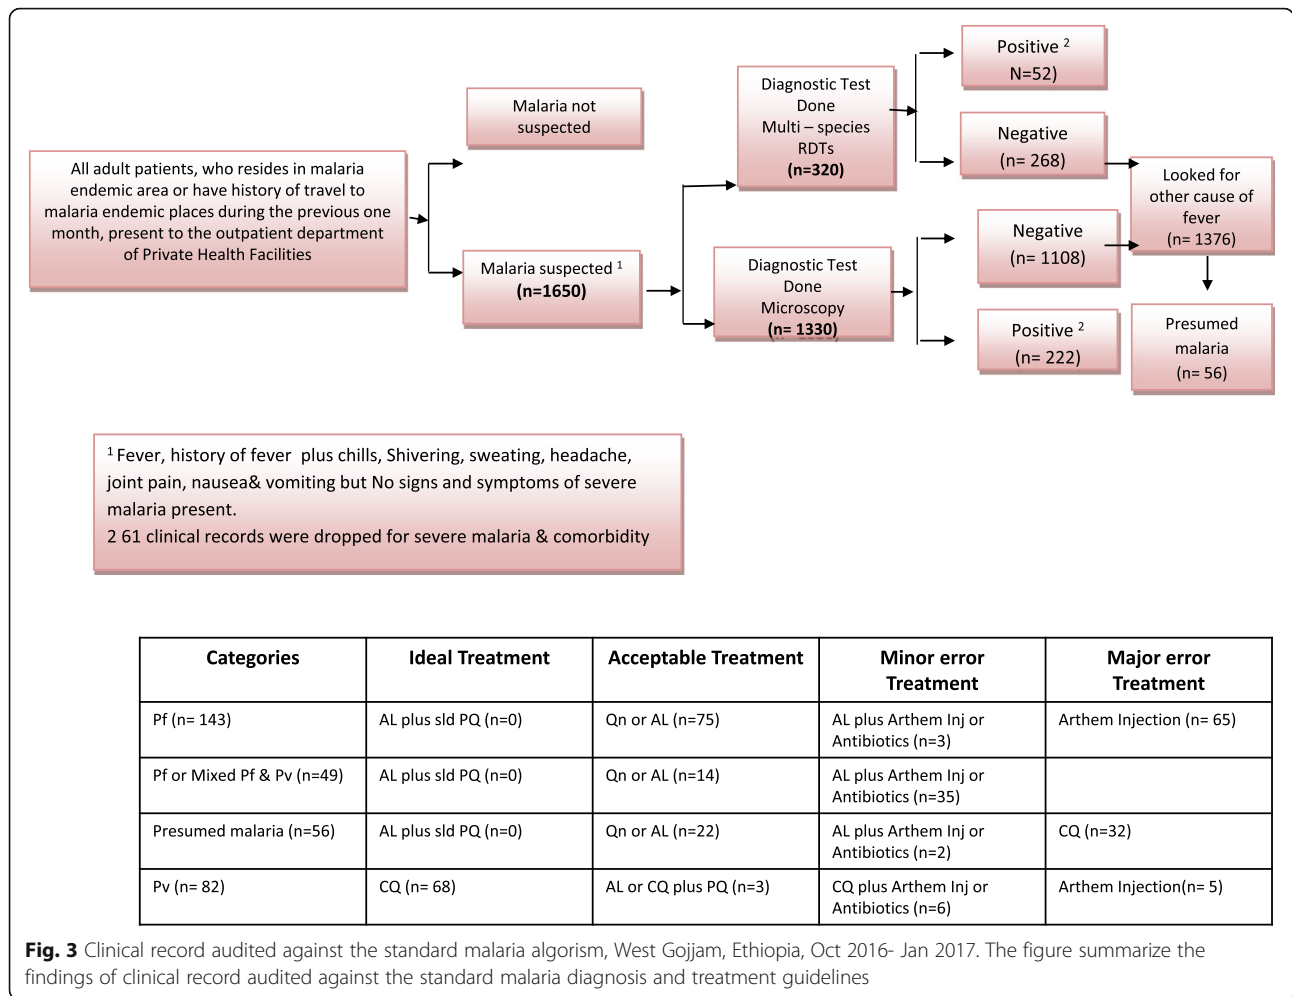 All adult patients, who resides in malaria
endemic area or have history of travel to
malaria endemic places during the previous one
month, present to the outpatient department
of Private Health Facilities
Malaria not
suspected
Malaria suspected 1
(n=1650)
Diagnostic Test
Done
Multi – species
RDTs
(n=320)
Diagnostic Test
Done
Microscopy
(n= 1330)
Positive 2
N=52)
Negative
(n= 268)
Negative
(n= 1108)
Positive 2
(n= 222)
Looked for
other cause of
fever
(n= 1376)
Presumed
malaria
(n= 56)
1 Fever, history of fever plus chills, Shivering, sweating, headache,
joint pain, nausea& vomiting but No signs and symptoms of severe
malaria present.
2 61 clinical records were dropped for severe malaria & comorbidity
Categories
Ideal Treatment
Acceptable Treatment
Minor error
Treatment
Major error
Treatment
Pf (n= 143)
AL plus sld PQ (n=0)
Qn or AL (n=75)
AL plus Arthem Inj or
Antibiotics (n=3)
Arthem Injection (n= 65)
Pf or Mixed Pf & Pv (n=49)
AL plus sld PQ (n=0)
Qn or AL (n=14)
AL plus Arthem Inj or
Antibiotics (n=35)
Presumed malaria (n=56)
AL plus sld PQ (n=0)
Qn or AL (n=22)
AL plus Arthem Inj or
Antibiotics (n=2)
CQ (n=32)
Pv (n= 82)
CQ (n= 68)
AL or CQ plus PQ (n=3)
CQ plus Arthem Inj or
Antibiotics (n=6)
Arthem Injection(n= 5)
Fig. 3 Clinical record audited against the standard malaria algorism, West Gojjam, Ethiopia, Oct 2016- Jan 2017. The figure summarize the
findings of clinical record audited against the standard malaria diagnosis and treatment guidelines